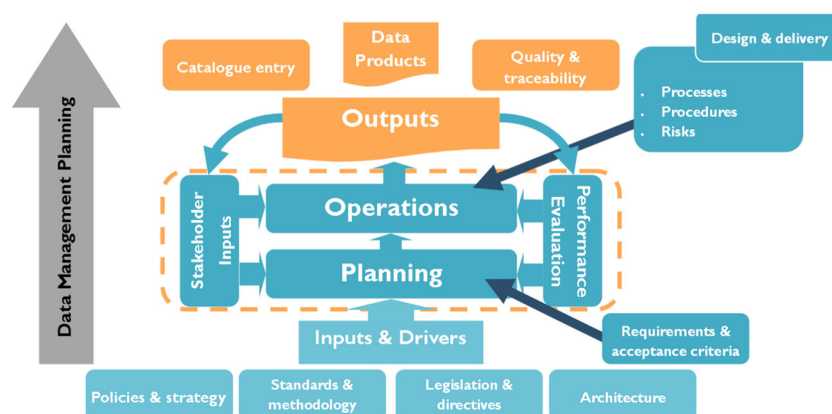 Data Management Planning
Data
Products
Catalogue entry
Quality &
traceability
Design & delivery
• Processes
• Procedures
• Risks
Outputs
Stakeholder
Inputs
Operations
Performance
Evaluation
Planning
Inputs & Drivers
Requirements &
acceptance criteria
Policies & strategy
Standards &
methodology
Legislation &
directives
Architecture